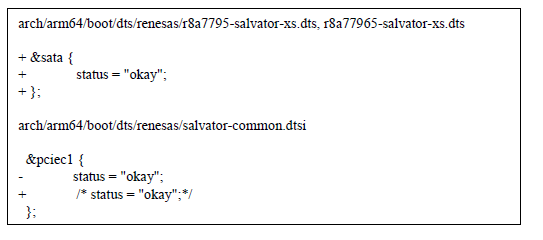 arch/arm64/boot/dts/renesas/r8a7795-salvator-xs.dts, r8a77965-salvator-xs.dts
+ &sata {
+ status = "okay";
+ };
arch/arm64/boot/dts/renesas/salvator-common.dtsi
&pciec1 {
- status = "okay";
+ /* status = "okay";*/
};